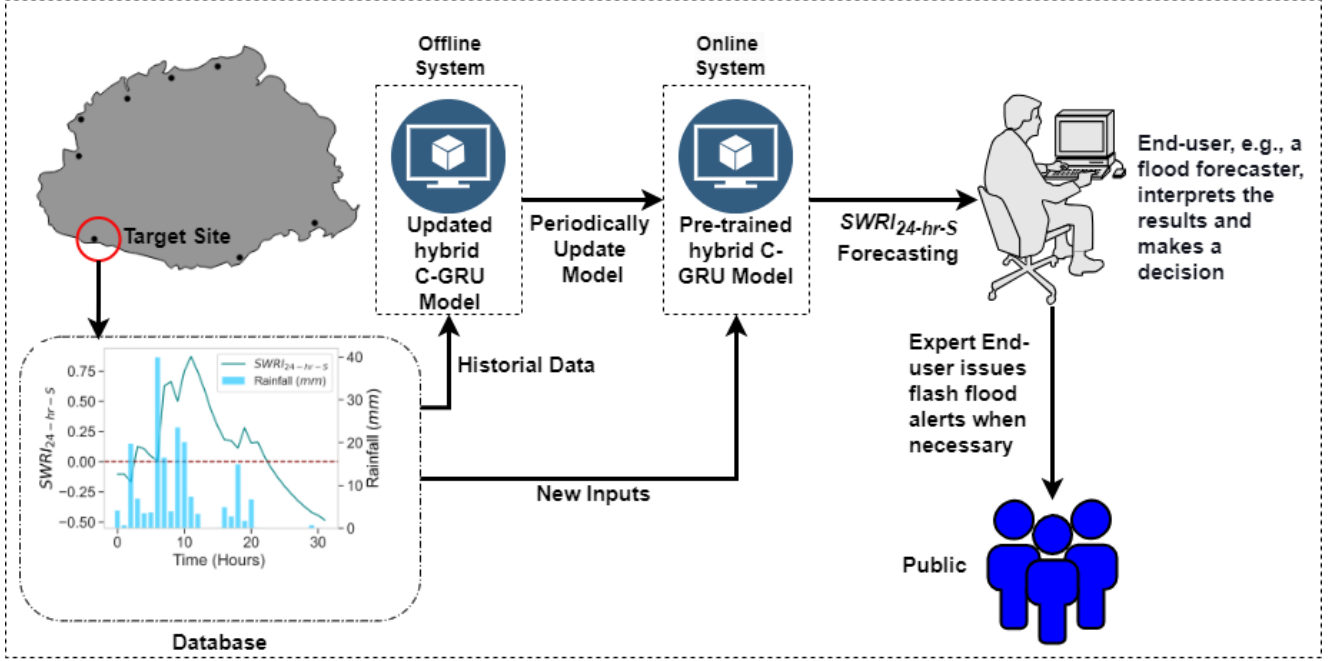 Offline
System
Online
System
Target Site
Updated
hybrid
C-GRU
Model
Periodically
Update
Model
Pre-trained
hybrid C-
GRU Model
SWRI24-hr-S
Forecasting
End-user, e.g., a
flood forecaster,
interprets the
results and
makes a
decision
Historial Data
New Inputs
Expert End-
user issues
flash flood
alerts when
necessary
Public
SWRI24-hr-S
Rainfall (mm)
0.75
0.50
0.25
0.00
-0.25
-0.50
SWRI24-hr-S
40
30
20
10
0
Rainfall (mm)
0 10 20 30
Time (Hours)
Database